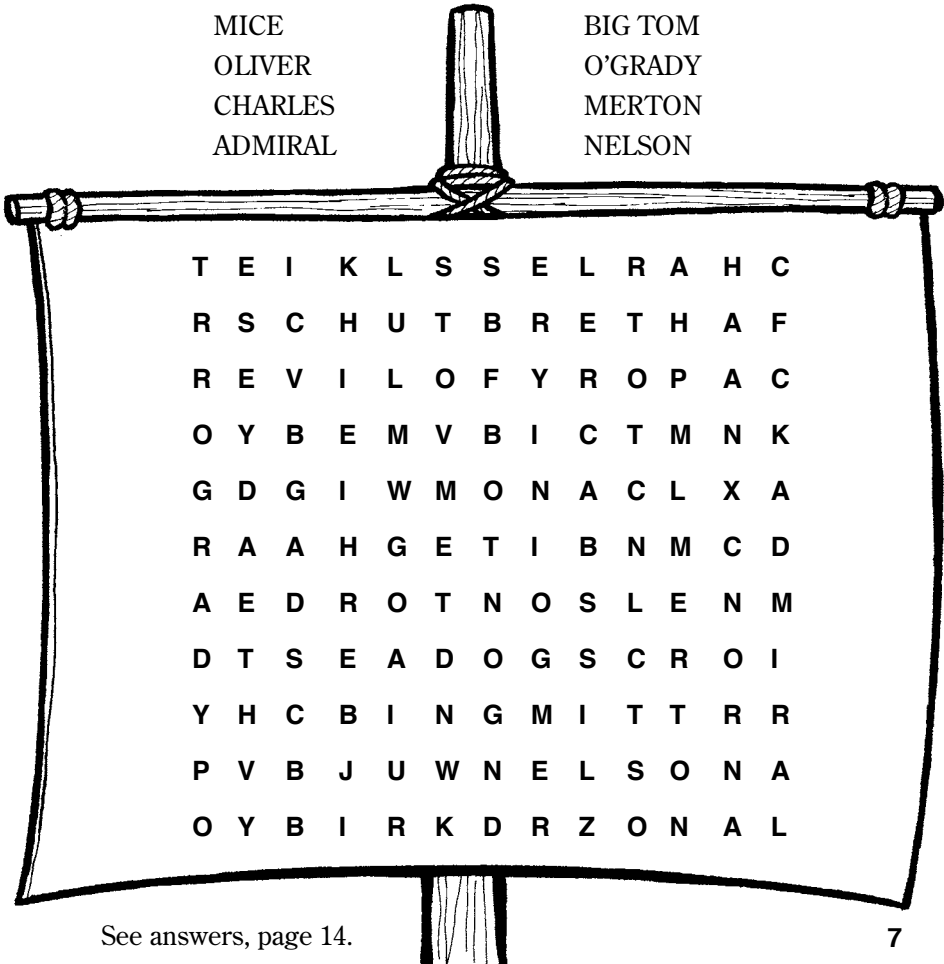 MICE BIG TOM
OLIVER O’GRADY
CHARLES MERTON
ADMIRAL NELSON
T E I K L S S E L R A H C
R S C H U T B R E T H A F
R E V I L O F Y R O P A C
O Y B E M V B I C T M N K
G D G I W M O N A C L X A
R A A H G E T I B N M C D
A E D R O T N O S L E N M
D T S E A D O G S C R O I
Y H C B I N G M I T T R R
P V B J U W N E L S O N A
O Y B I R K D R Z O N A L
See answers, page 14. 7